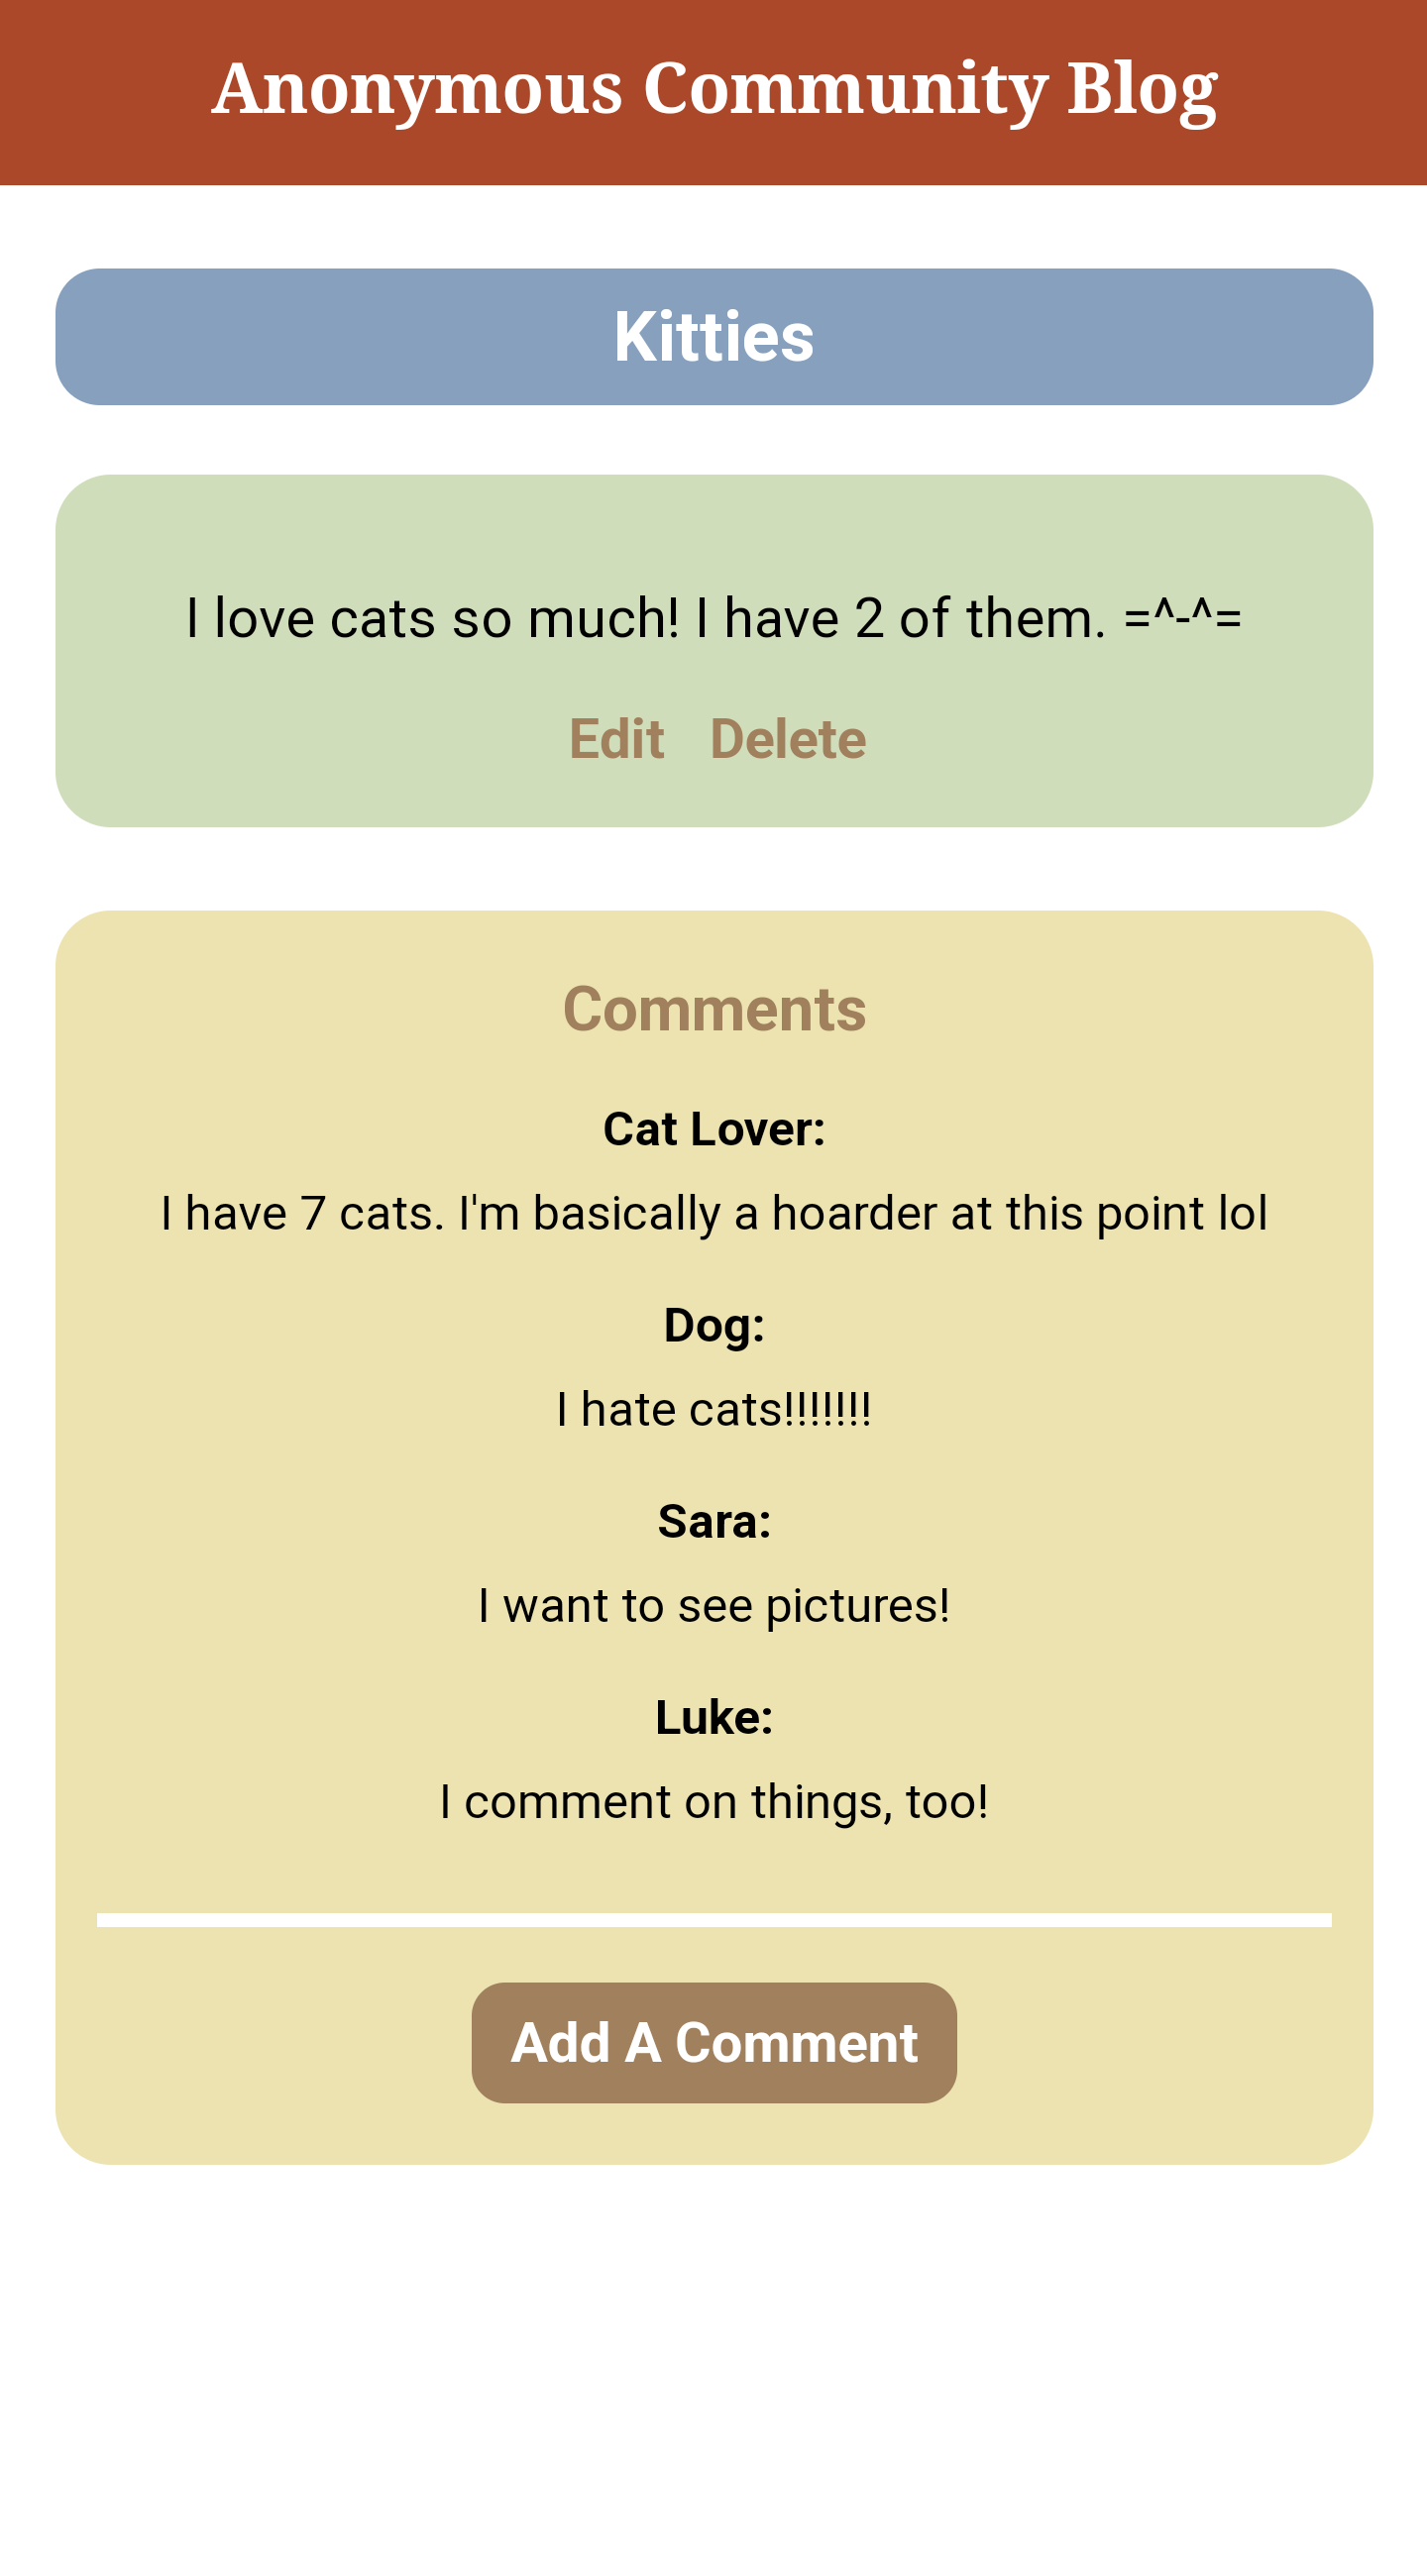 Anonymous Community Blog
Kitties
I love cats so much! I have 2 of them. =^-^=
Edit Delete
Comments
Cat Lover:
I have 7 cats. I'm basically a hoarder at this point lol
Dog:
I hate cats!!!!!!!
Sara:
I want to see pictures!
Luke:
I comment on things, too!
Add A Comment